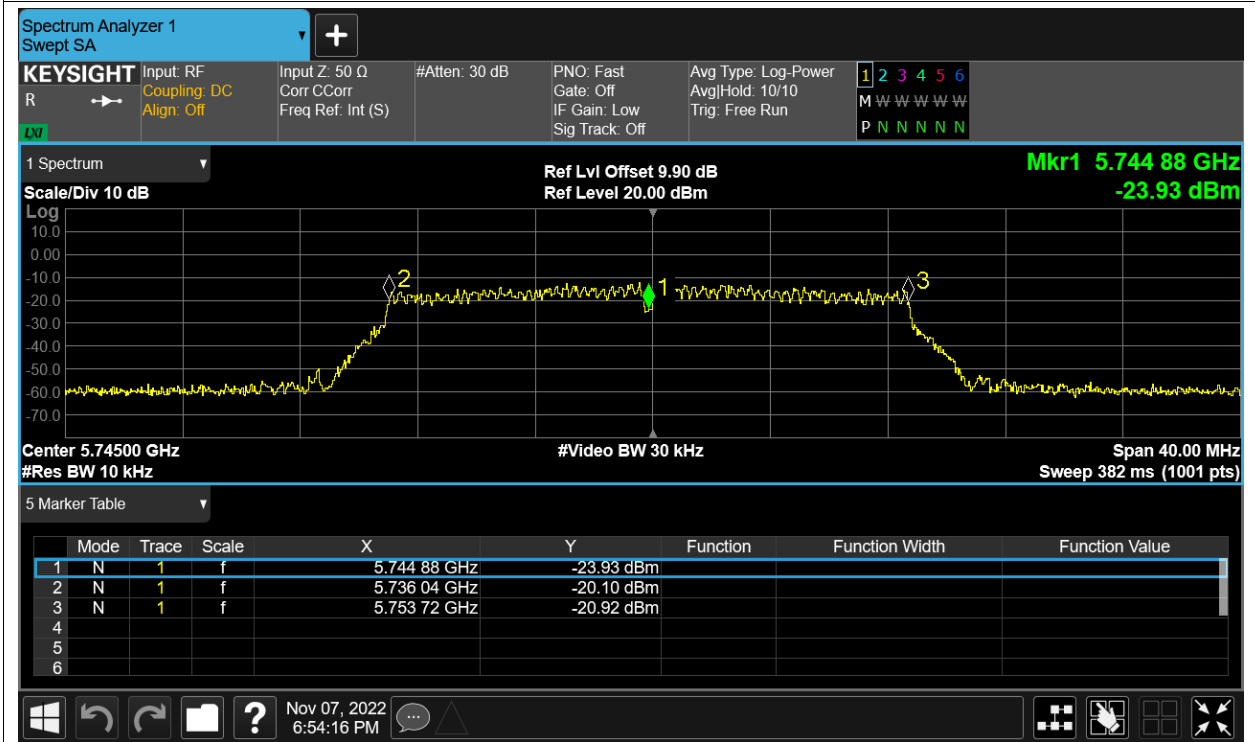 Spectrum Analyzer 1
Swept SA
+
KEYSIGHT
R
LXI
Input: RF
Coupling: DC
Align: Off
Input Z: 50 Ω
Corr CCorr
Freq Ref: Int (S)
#Atten: 30 dB
PNO: Fast
Gate: Off
IF Gain: Low
Sig Track: Off
Avg Type: Log-Power
Avg|Hold: 10/10
Trig: Free Run
1 2 3 4 5 6
M W W W W W
P N N N N N
1 Spectrum
Scale/Div 10 dB
Ref Lvl Offset 9.90 dB
Ref Level 20.00 dBm
Mkr1 5.744 88 GHz
-23.93 dBm
Log
10.0
0.00
-10.0
-20.0
-30.0
-40.0
-50.0
-60.0
-70.0
2
1
3
Center 5.74500 GHz
#Res BW 10 kHz
#Video BW 30 kHz
Span 40.00 MHz
Sweep 382 ms (1001 pts)
5 Marker Table
Mode Trace Scale X Y Function Function Width Function Value
1 N 1 f 5.744 88 GHz -23.93 dBm
2 N 1 f 5.736 04 GHz -20.10 dBm
3 N 1 f 5.753 72 GHz -20.92 dBm
4
5
6
?
Nov 07, 2022
6:54:16 PM